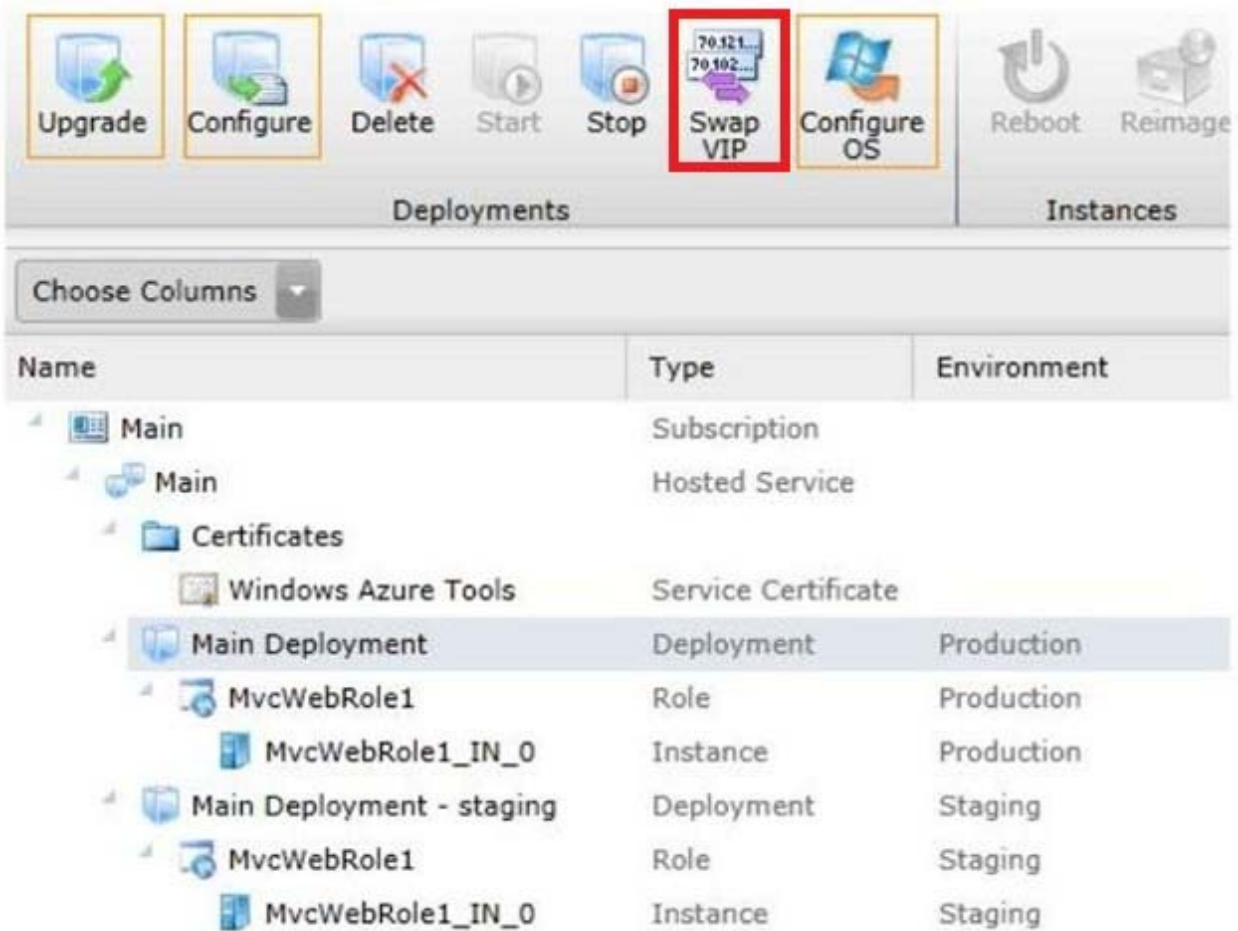 70.121...
70.102...
Upgrade Configure Delete Start Stop Swap VIP Configure OS Reboot Reimage
Deployments Instances
Choose Columns
Name Type Environment
Main Subscription
Main Hosted Service
Certificates
Windows Azure Tools Service Certificate
Main Deployment Deployment Production
MvcWebRole1 Role Production
MvcWebRole1_IN_0 Instance Production
Main Deployment - staging Deployment Staging
MvcWebRole1 Role Staging
MvcWebRole1_IN_0 Instance Staging